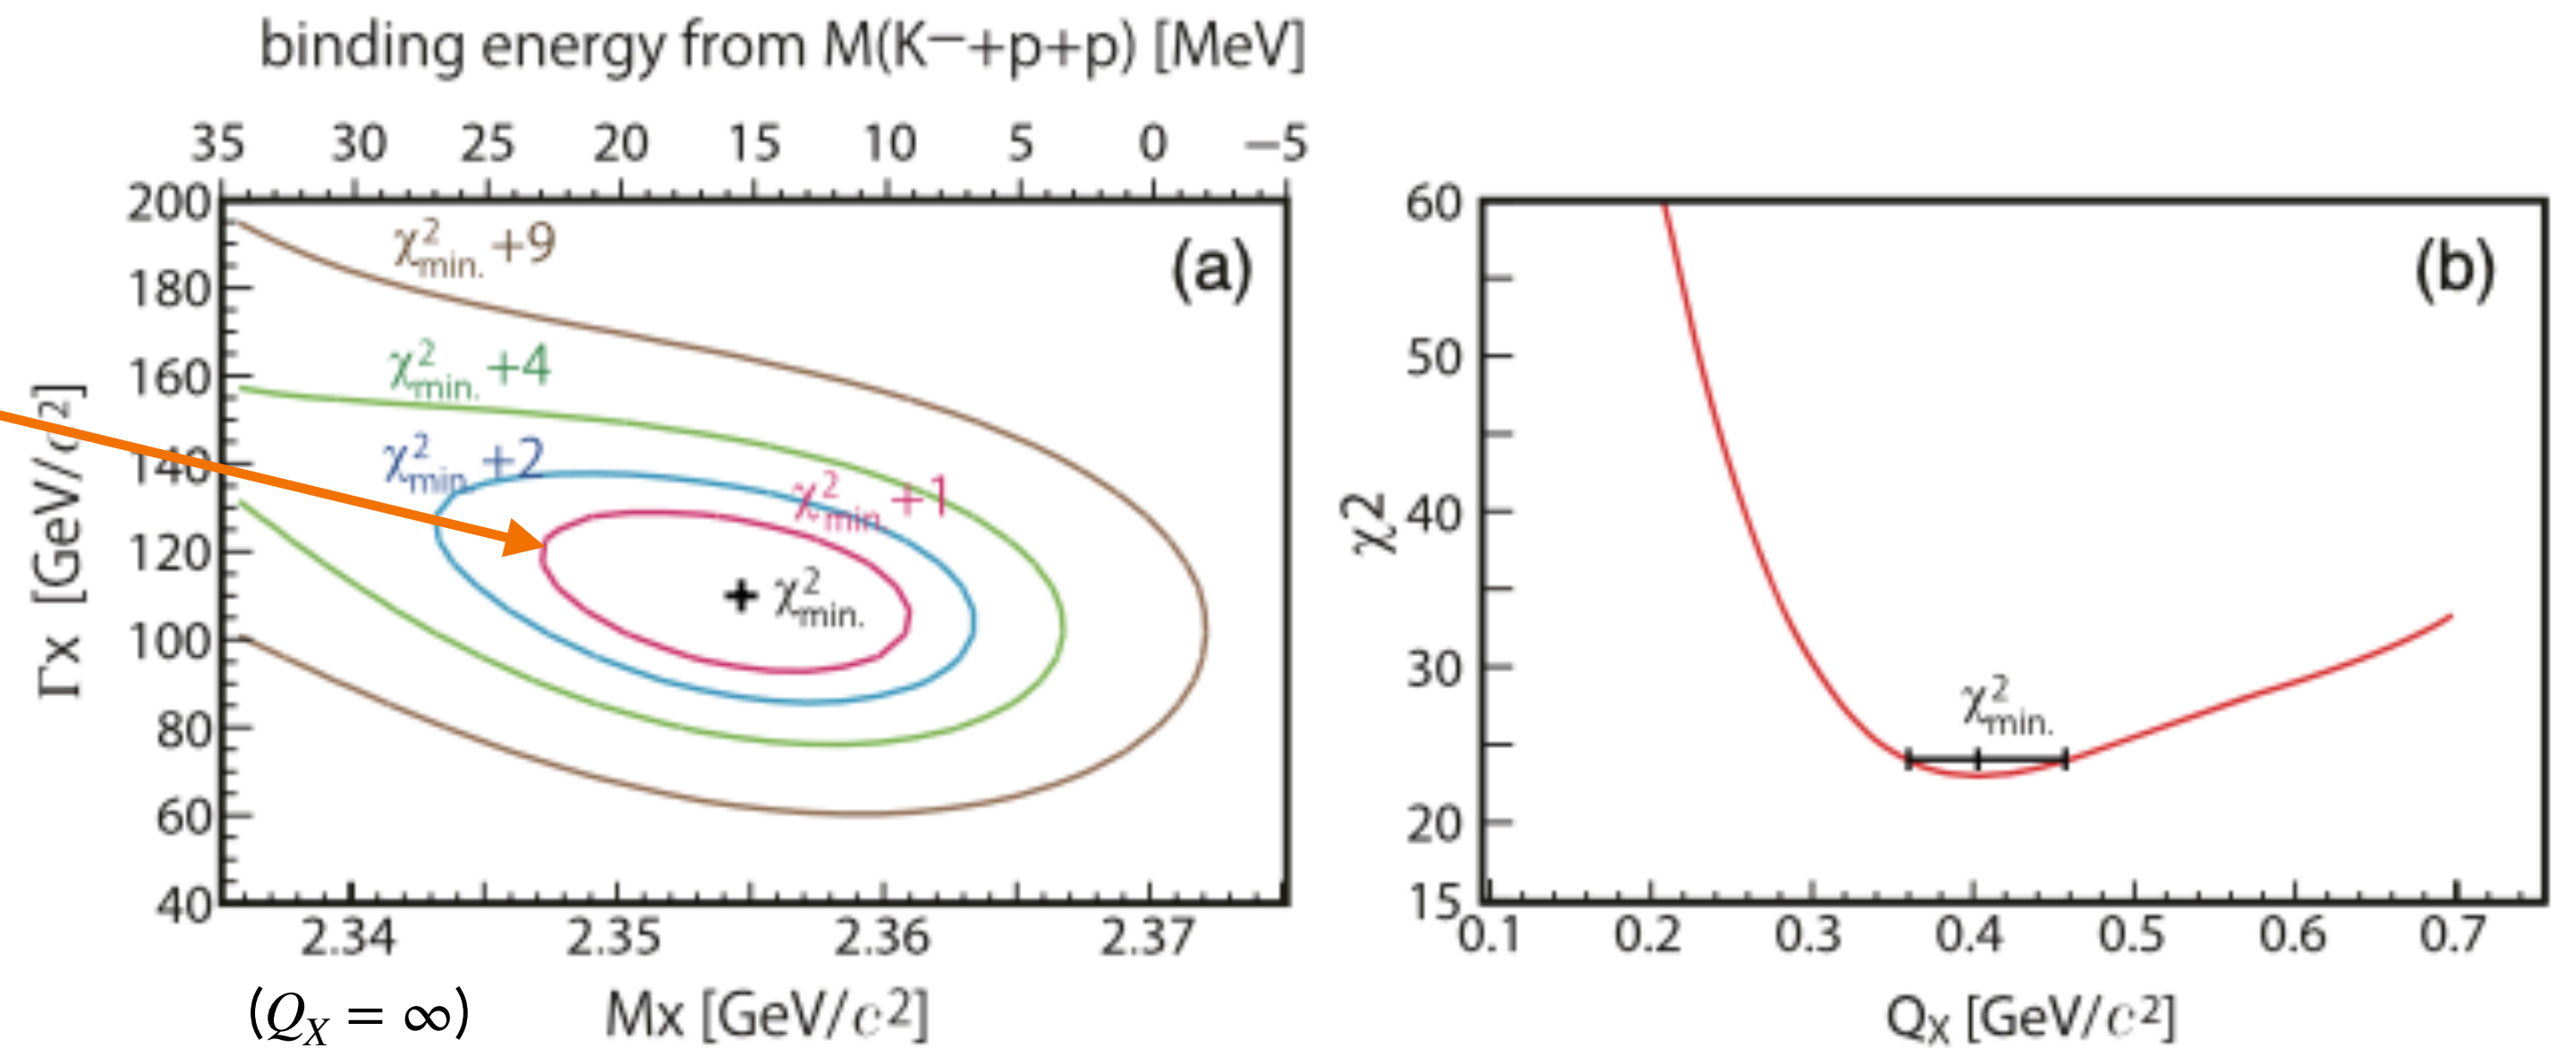 binding energy from M(K⁻+p+p) [MeV]
35 30 25 20 15 10 5 0 −5
200
180
160
140
120
100
80
60
40
Γx [GeV/c²]
χ²min. +9
χ²min. +4
χ²min. +2
χ²min. +1
χ²min.
(a)
2.34 2.35 2.36 2.37
(Q_X = ∞)
Mx [GeV/c²]
60
50
40
30
20
15
χ2
(b)
χ²min.
0.1 0.2 0.3 0.4 0.5 0.6 0.7
Qχ [GeV/c²]